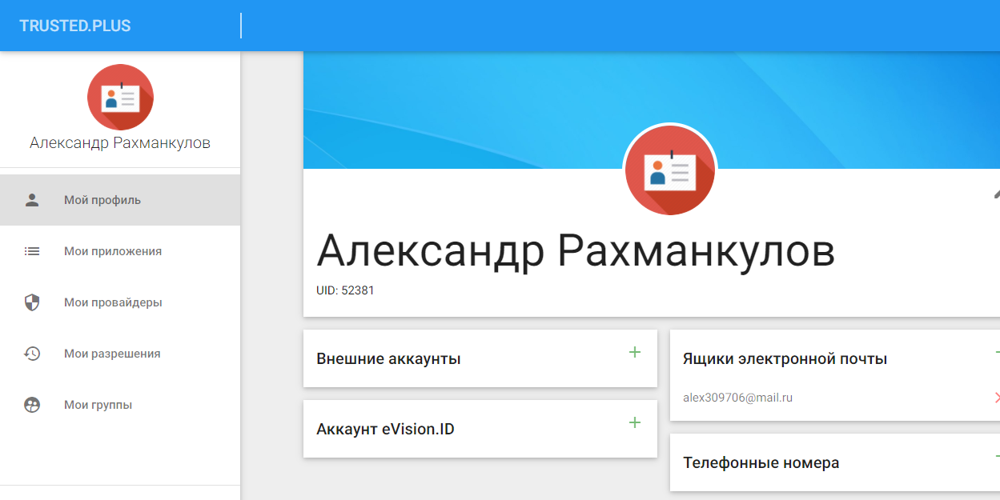 TRUSTED.PLUS
Александр Рахманкулов
Мой профиль
Мои приложения
Мои провайдеры
Мои разрешения
Мои группы
Александр Рахманкулов
UID: 52381
Внешние аккаунты
Аккаунт eVision.ID
Ящики электронной почты
alex309706@mail.ru
Телефонные номера